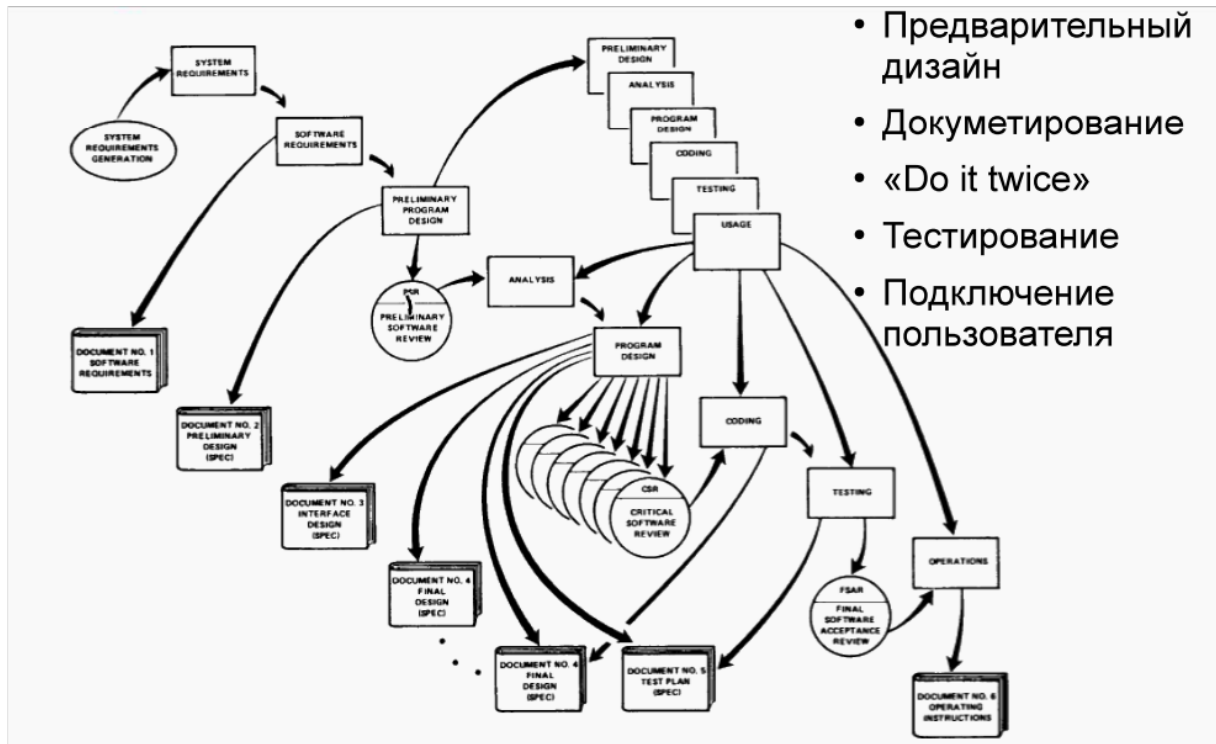 SYSTEM
REQUIREMENTS
SYSTEM
REQUIREMENTS
GENERATION
SOFTWARE
REQUIREMENTS
PRELIMINARY
PROGRAM
DESIGN
PRELIMINARY
DESIGN
ANALYSIS
PROGRAM
DESIGN
CODING
TESTING
USAGE
PSR
PRELIMINARY
SOFTWARE
REVIEW
ANALYSIS
PROGRAM
DESIGN
DOCUMENT NO. 1
SOFTWARE
REQUIREMENTS
DOCUMENT NO. 2
PRELIMINARY
DESIGN
(SPEC)
CODING
CSR
CRITICAL
SOFTWARE
REVIEW
TESTING
DOCUMENT NO. 3
INTERFACE
DESIGN
(SPEC)
DOCUMENT NO. 4
FINAL
DESIGN
(SPEC)
OPERATIONS
FSAR
FINAL
SOFTWARE
ACCEPTANCE
REVIEW
DOCUMENT NO. 4
FINAL
DESIGN
(SPEC)
DOCUMENT NO. 5
TEST PLAN
(SPEC)
DOCUMENT NO. 6
OPERATING
INSTRUCTIONS
• Предварительный
дизайн
• Докуметирование
• «Do it twice»
• Тестирование
• Подключение
пользователя